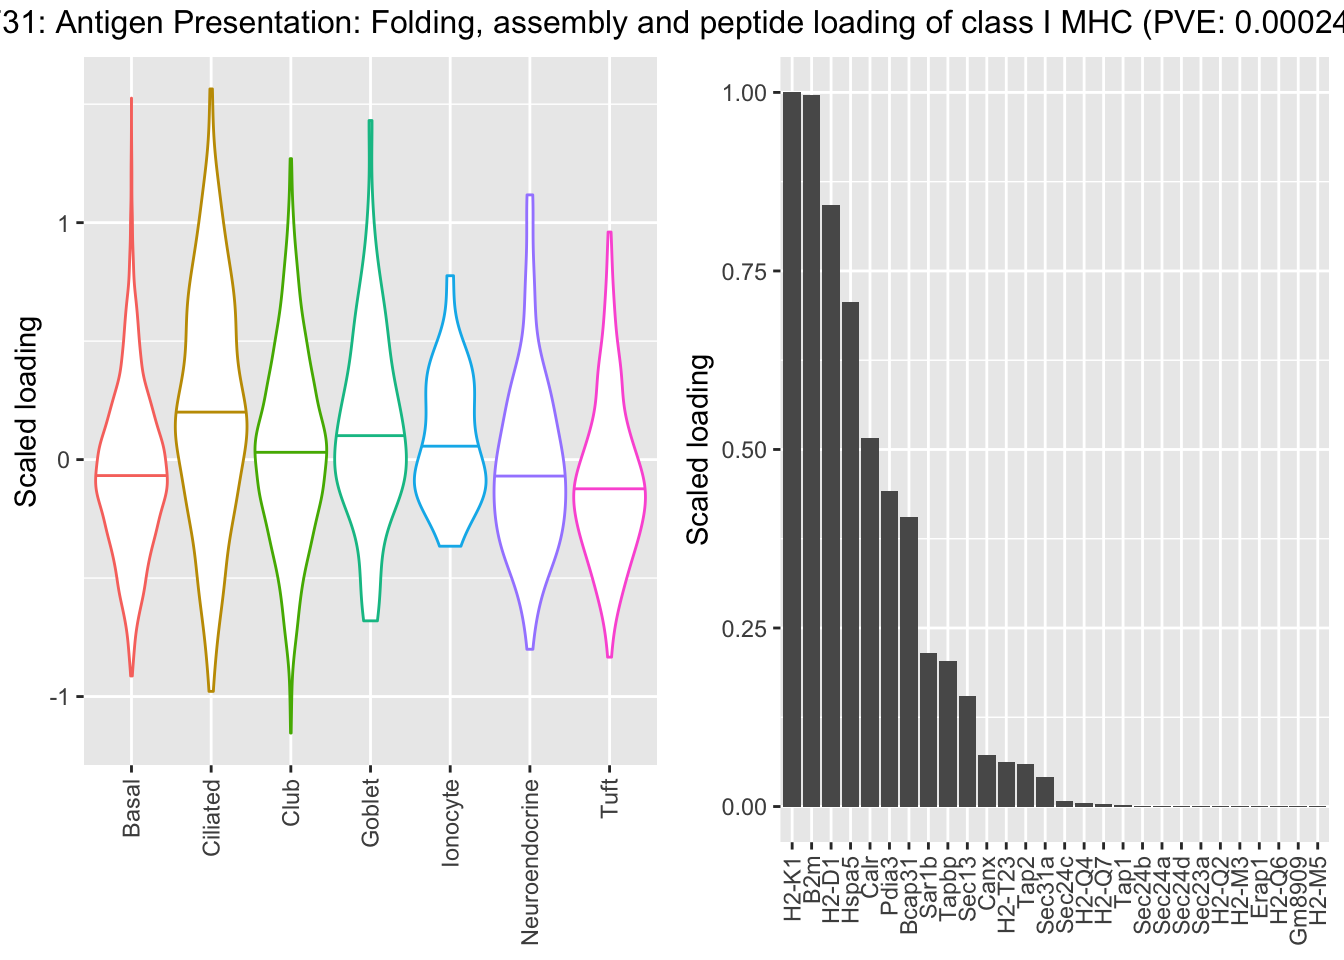 31: Antigen Presentation: Folding, assembly and peptide loading of class I MHC (PVE: 0.00024
Scaled loading
1
0
-1
Basal
Ciliated
Club
Goblet
Ionocyte
Neuroendocrine
Tuft
Scaled loading
1.00
0.75
0.50
0.25
0.00
H2-K1
B2m
H2-D1
Hspa5
Calr
Pdia3
Bcap31
Sar1b
Tapbp
Sec13
Canx
H2-T23
Tap2
Sec31a
Sec24c
H2-Q4
H2-Q7
Tap1
Sec24b
Sec24a
Sec24d
Sec23a
H2-Q2
H2-M3
Erap1
H2-Q6
Gm8909
H2-M5